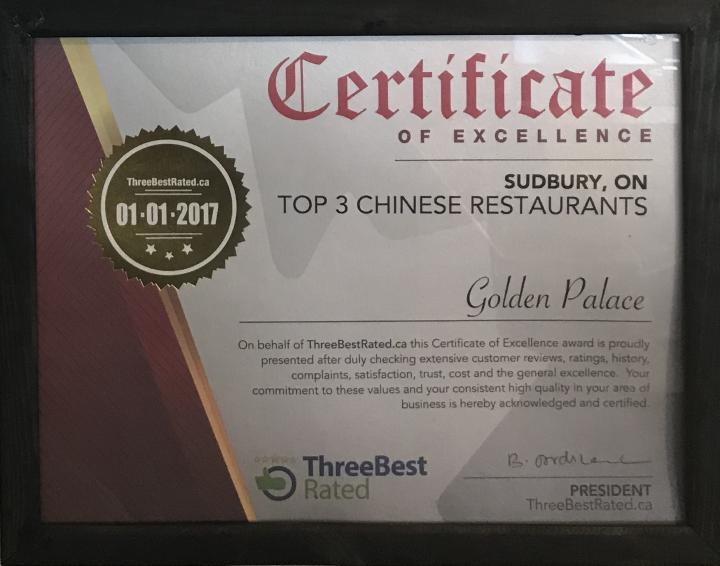 Certificate
OF EXCELLENCE
SUDBURY, ON
TOP 3 CHINESE RESTAURANTS
ThreeBestRated.ca
01·01·2017
Golden Palace
On behalf of ThreeBestRated.ca this Certificate of Excellence award is proudly
presented after duly checking extensive customer reviews, ratings, history,
complaints, satisfaction, trust, cost and the general excellence. Your
commitment to these values and your consistent high quality in your area of
business is hereby acknowledged and certified.
ThreeBest
Rated
PRESIDENT
ThreeBestRated.ca